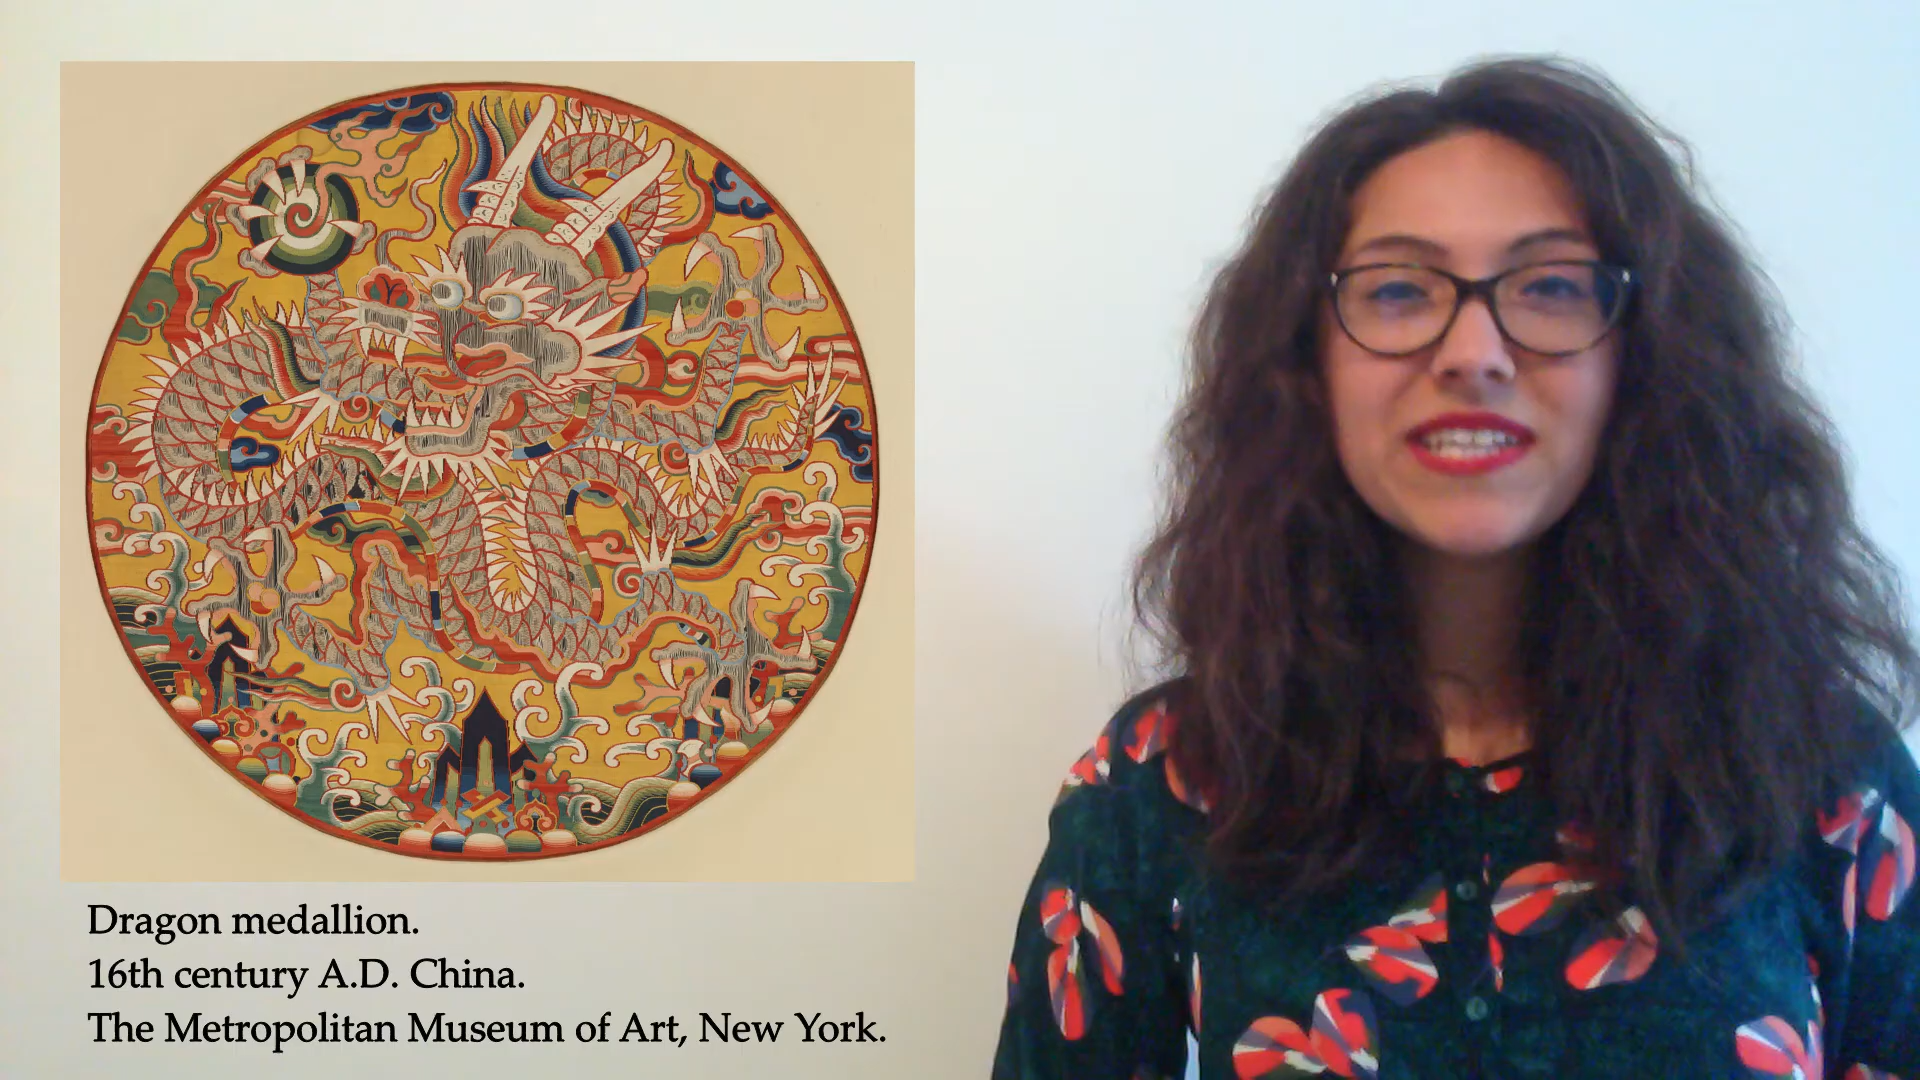 Dragon medallion.
16th century A.D. China.
The Metropolitan Museum of Art, New York.